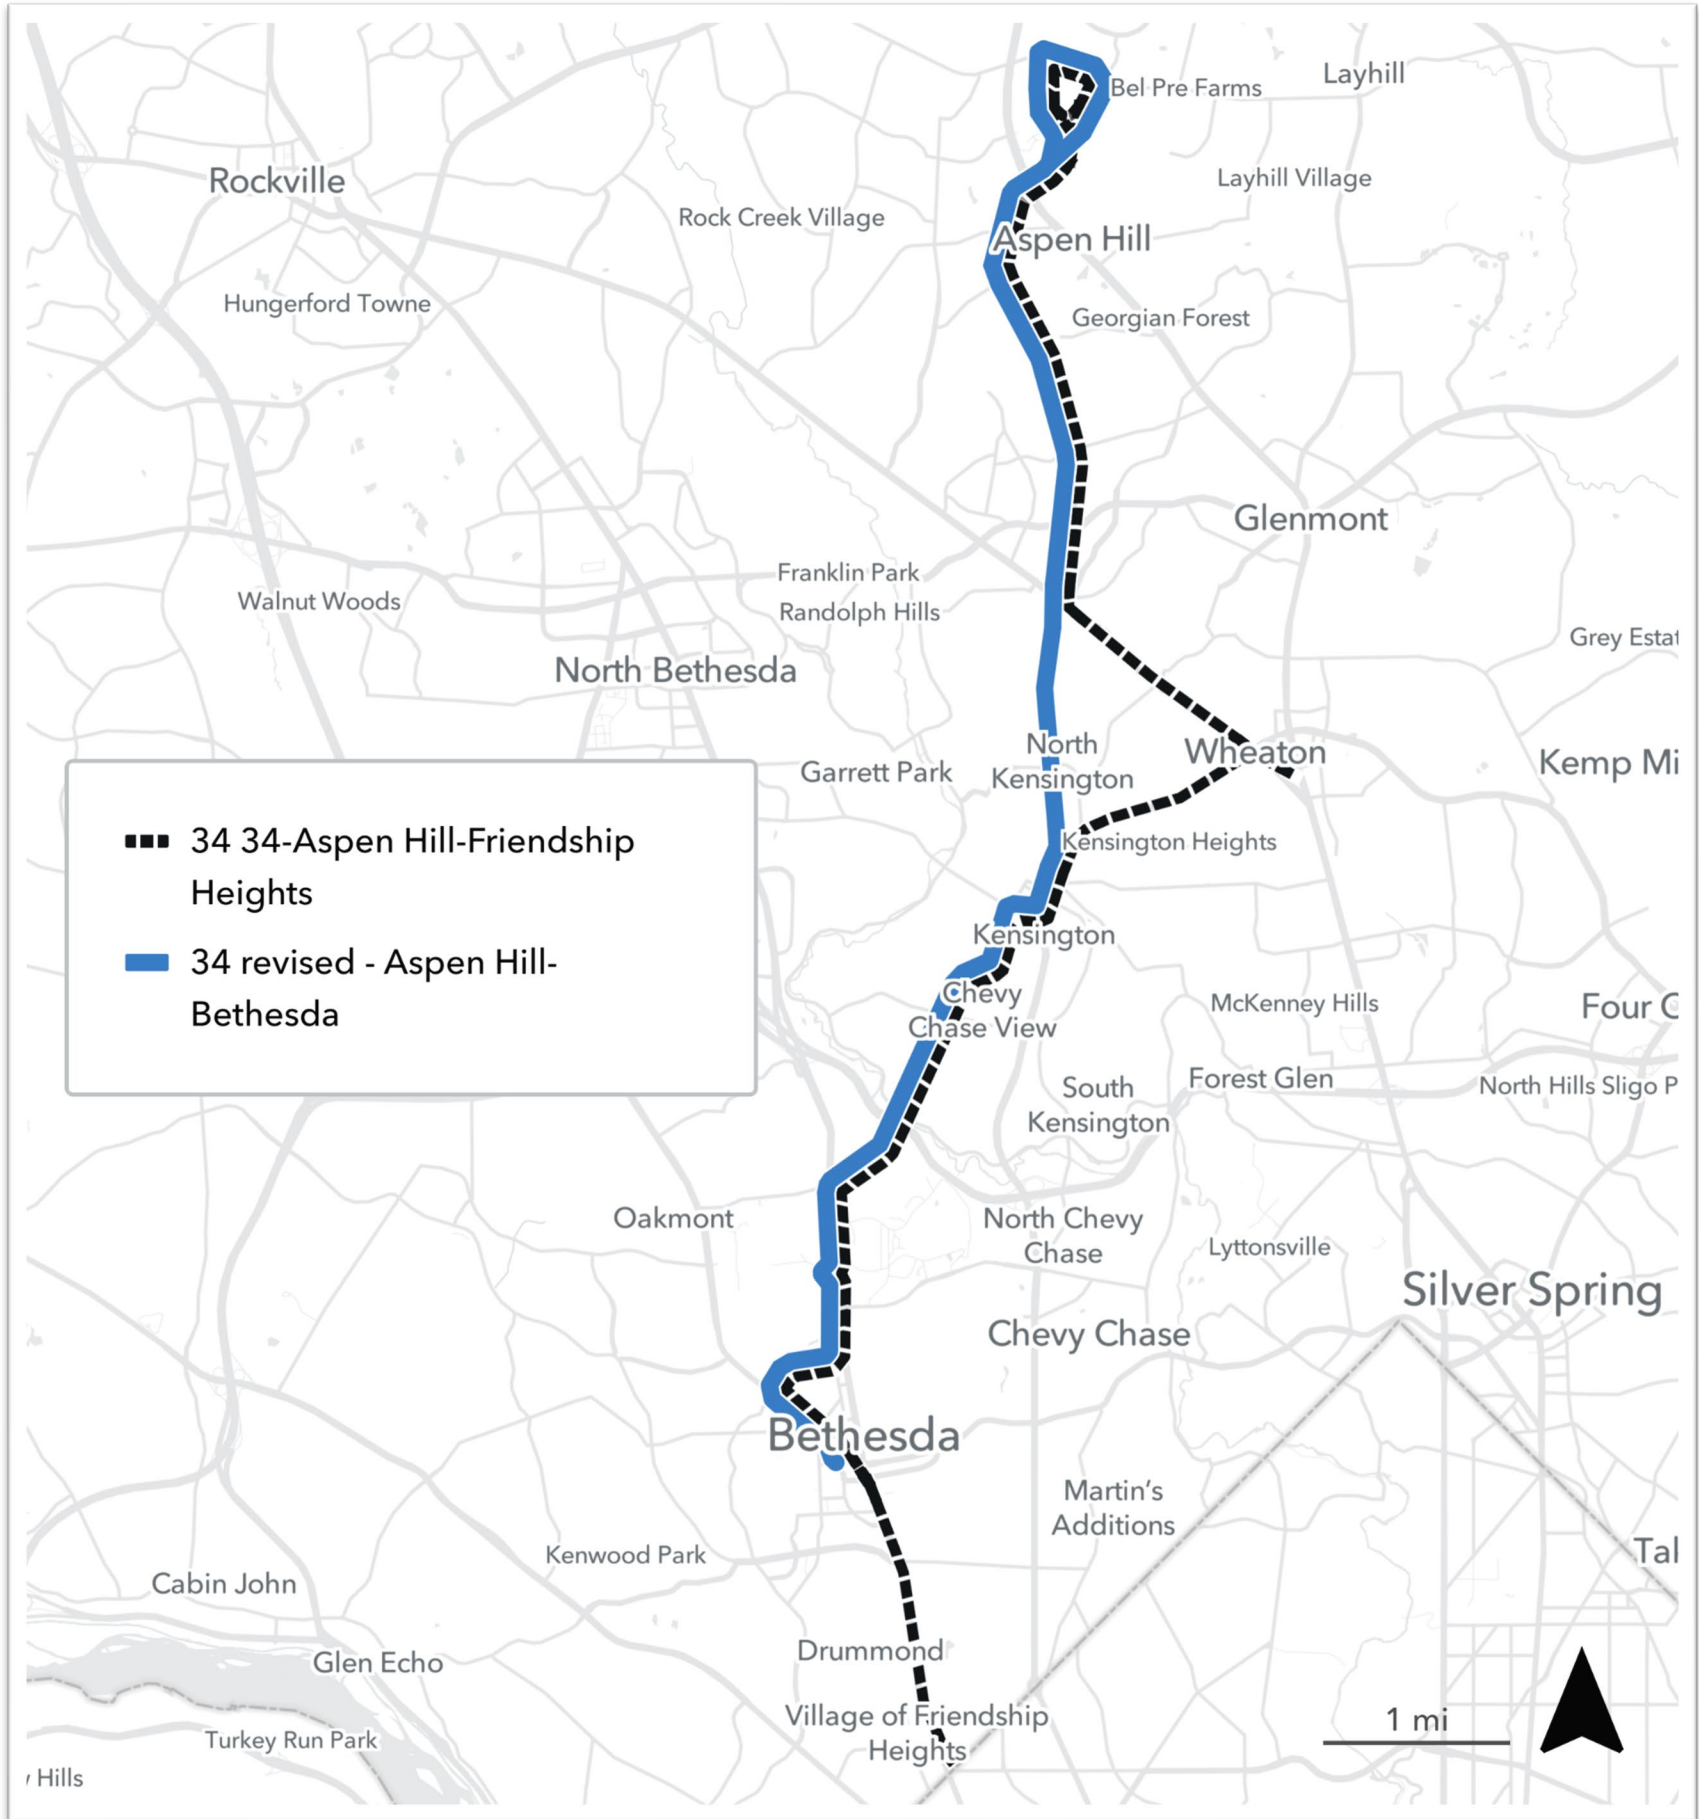 Layhill
Bel Pre Farms
Rockville
Layhill Village
Rock Creek Village
Aspen Hill
Hungerford Towne
Georgian Forest
Glenmont
Franklin Park
Walnut Woods
Randolph Hills
Grey Estat
North Bethesda
North
Kensington
Wheaton
Kemp Mi
Garrett Park
34 34-Aspen Hill-Friendship
Heights
34 revised - Aspen Hill-
Bethesda
Kensington Heights
Kensington
Chevy
Chase View
McKenney Hills
Four C
South
Kensington
Forest Glen
North Hills Sligo P
Oakmont
North Chevy
Chase
Lyttonsville
Silver Spring
Chevy Chase
Bethesda
Martin's
Additions
Kenwood Park
Tal
Cabin John
Drummond
Glen Echo
Village of Friendship
Heights
1 mi
Turkey Run Park
Hills